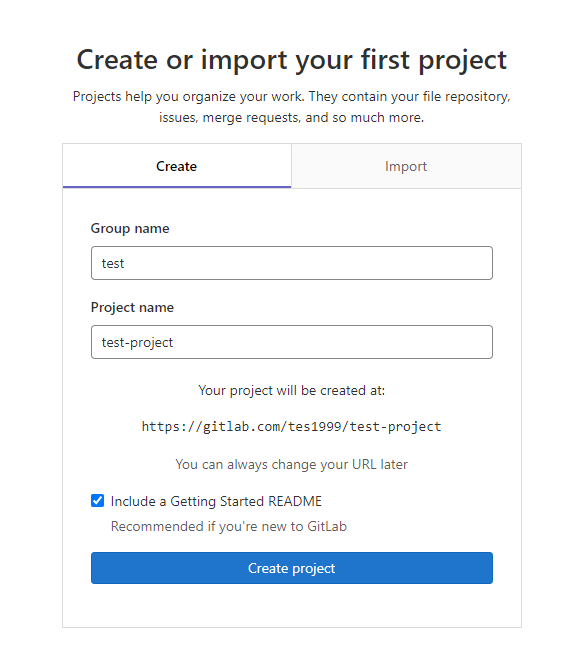 Create or import your first project
Projects help you organize your work. They contain your file repository,
issues, merge requests, and so much more.
Create
Import
Group name
test
Project name
test-project
Your project will be created at:
https://gitlab.com/tes1999/test-project
You can always change your URL later
Include a Getting Started README
Recommended if you're new to GitLab
Create project